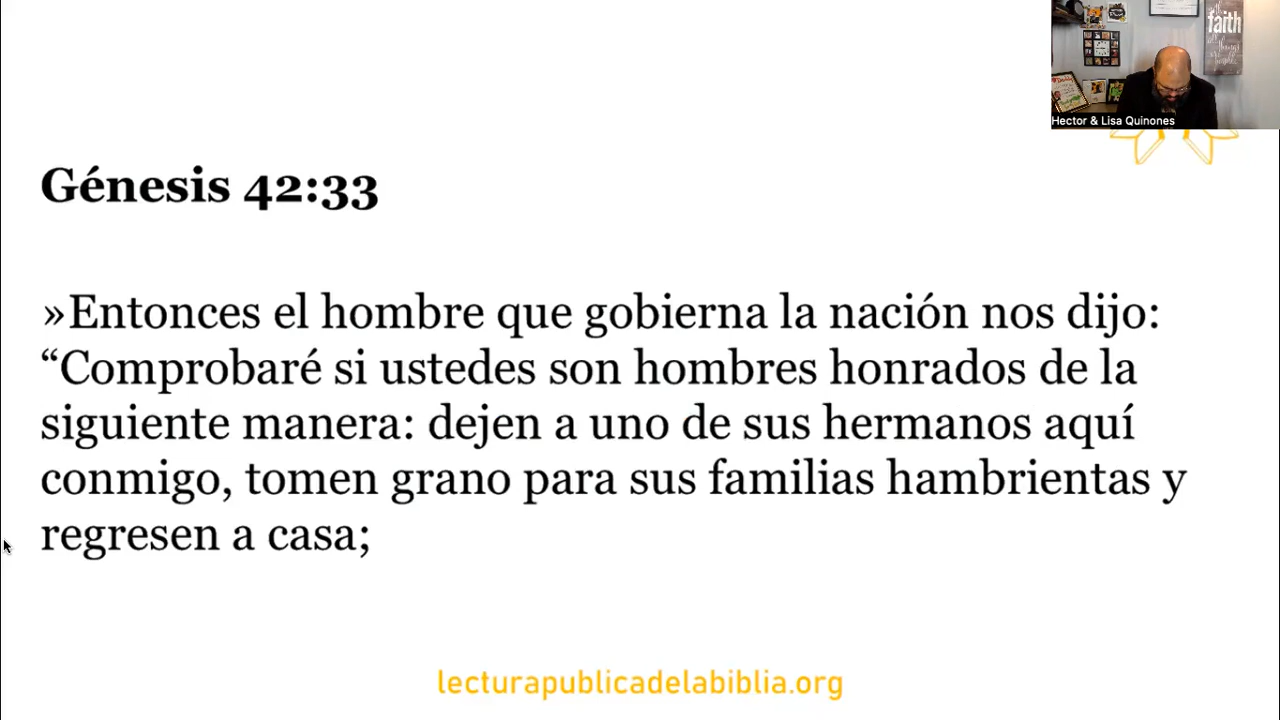 faith
Hector & Lisa Quinones
Génesis 42:33
»Entonces el hombre que gobierna la nación nos dijo:
“Comprobaré si ustedes son hombres honrados de la
siguiente manera: dejen a uno de sus hermanos aquí
conmigo, tomen grano para sus familias hambrientas y
regresen a casa;
lecturapublicadelabiblia.org